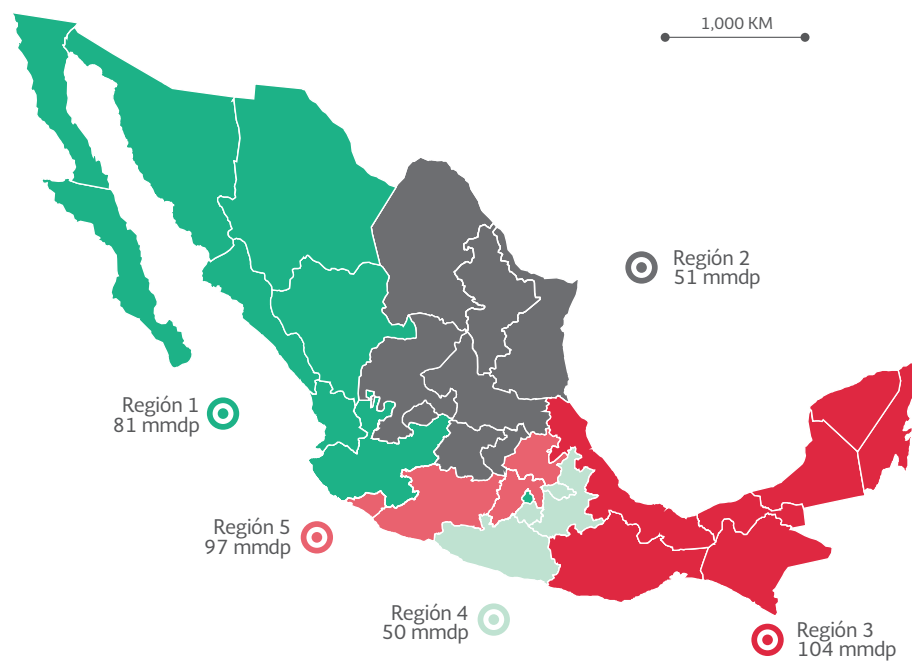 1,000 KM
Región 2
51 mmdp
Región 1
81 mmdp
Región 5
97 mmdp
Región 4
50 mmdp
Región 3
104 mmdp